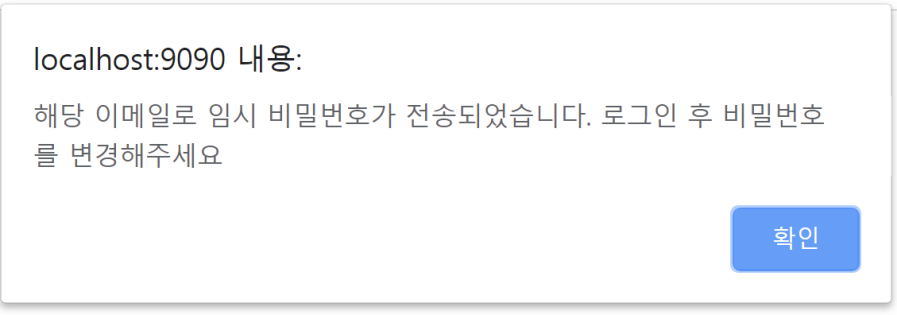 localhost:9090 내용:
해당 이메일로 임시 비밀번호가 전송되었습니다. 로그인 후 비밀번호
를 변경해주세요
확인